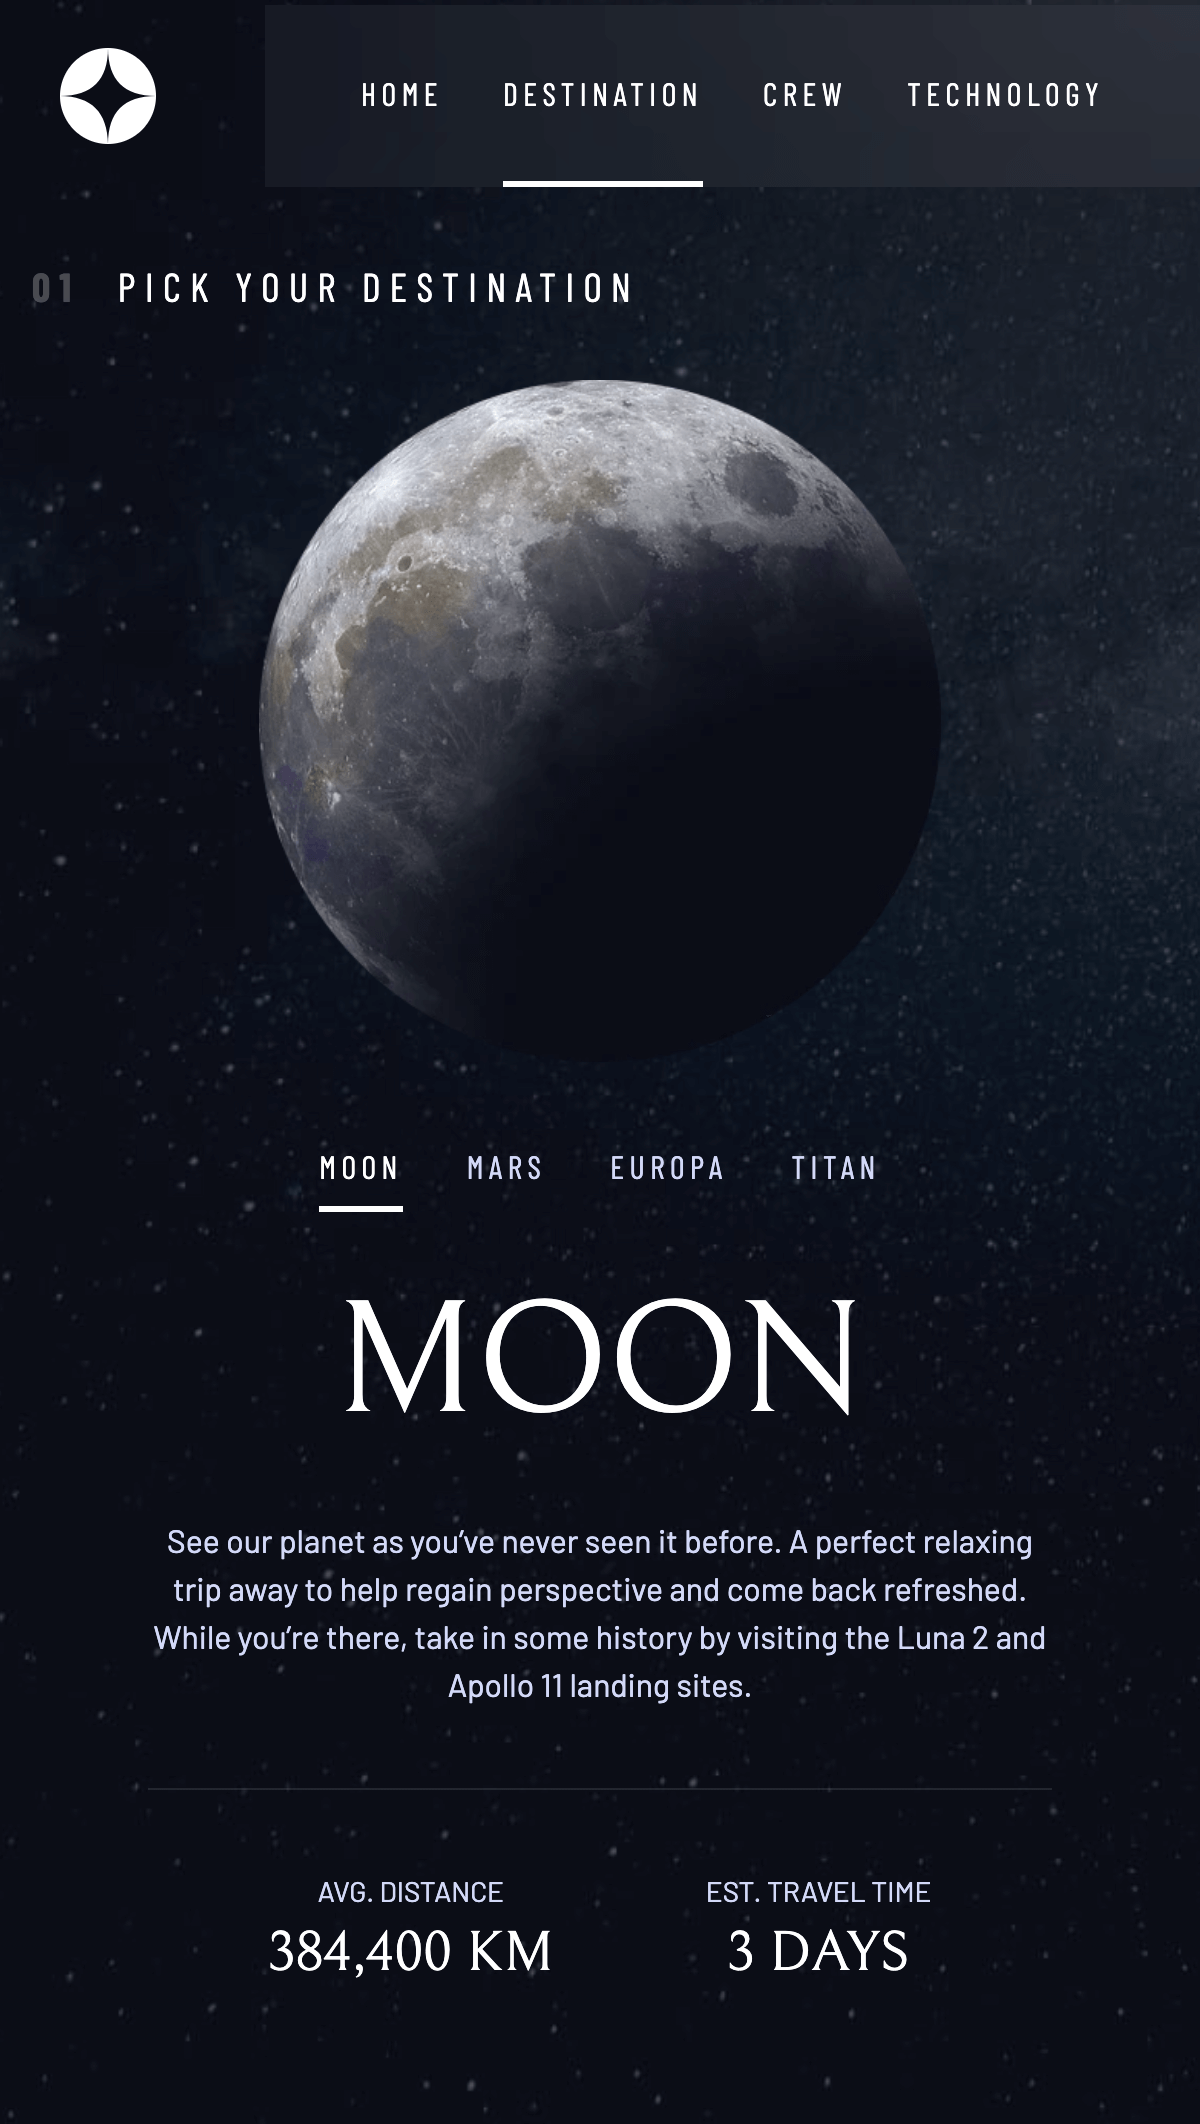 HOME DESTINATION CREW TECHNOLOGY
01 PICK YOUR DESTINATION
MOON MARS EUROPA TITAN
MOON
See our planet as you’ve never seen it before. A perfect relaxing
trip away to help regain perspective and come back refreshed.
While you’re there, take in some history by visiting the Luna 2 and
Apollo 11 landing sites.
AVG. DISTANCE EST. TRAVEL TIME
384,400 KM 3 DAYS